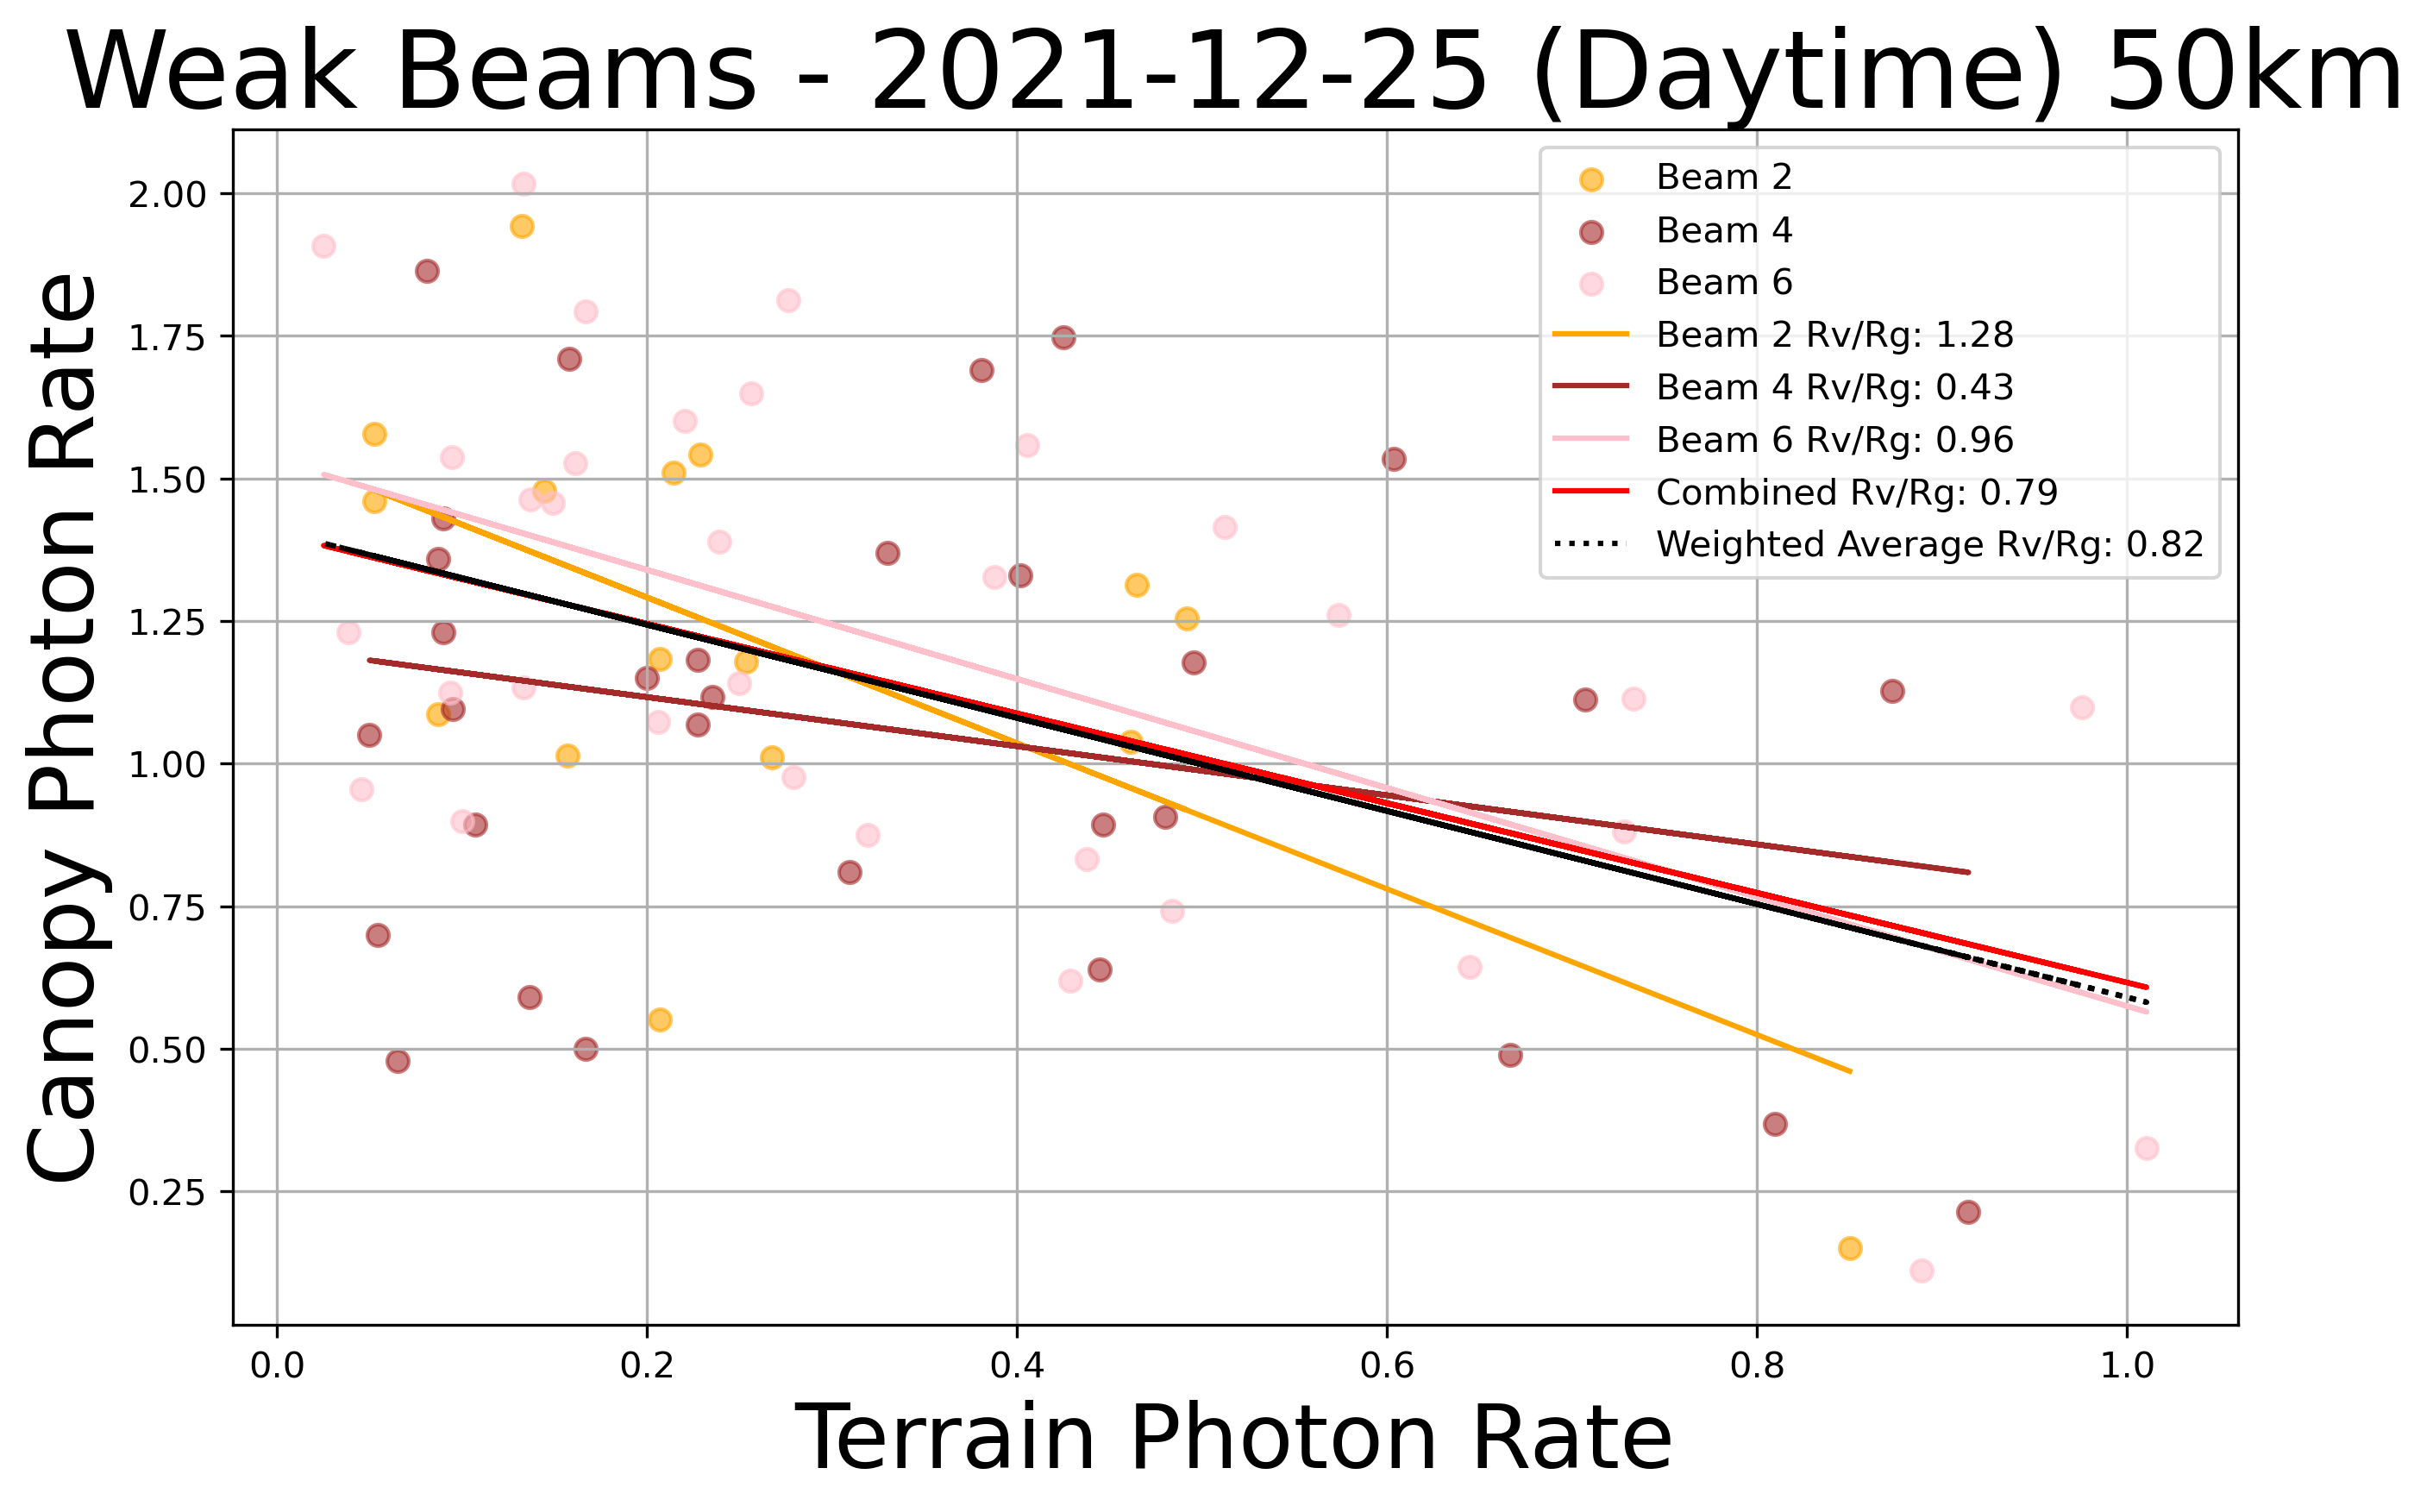 Weak Beams - 2021-12-25 (Daytime) 50km
Canopy Photon Rate
2.00
1.75
1.50
1.25
1.00
0.75
0.50
0.25
Beam 2
Beam 4
Beam 6
Beam 2 Rv/Rg: 1.28
Beam 4 Rv/Rg: 0.43
Beam 6 Rv/Rg: 0.96
Combined Rv/Rg: 0.79
Weighted Average Rv/Rg: 0.82
0.0 0.2 0.4 0.6 0.8 1.0
Terrain Photon Rate